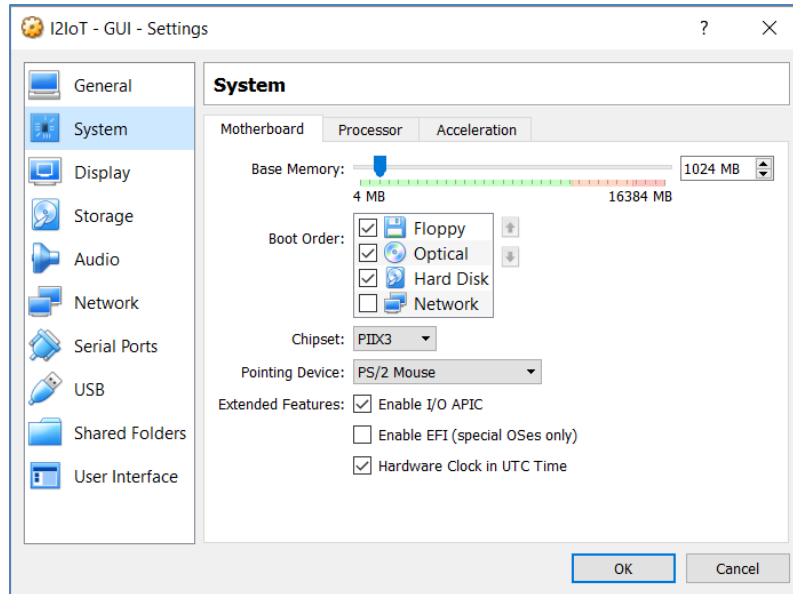 I2IoT - GUI - Settings ?
General
System
Display
Storage
Audio
Network
Serial Ports
USB
Shared Folders
User Interface
System
Motherboard Processor Acceleration
Base Memory: 1024 MB
4 MB 16384 MB
Boot Order:
Floppy
Optical
Hard Disk
Network
Chipset: PIIX3
Pointing Device: PS/2 Mouse
Extended Features: Enable I/O APIC
Enable EFI (special OSes only)
Hardware Clock in UTC Time
OK Cancel